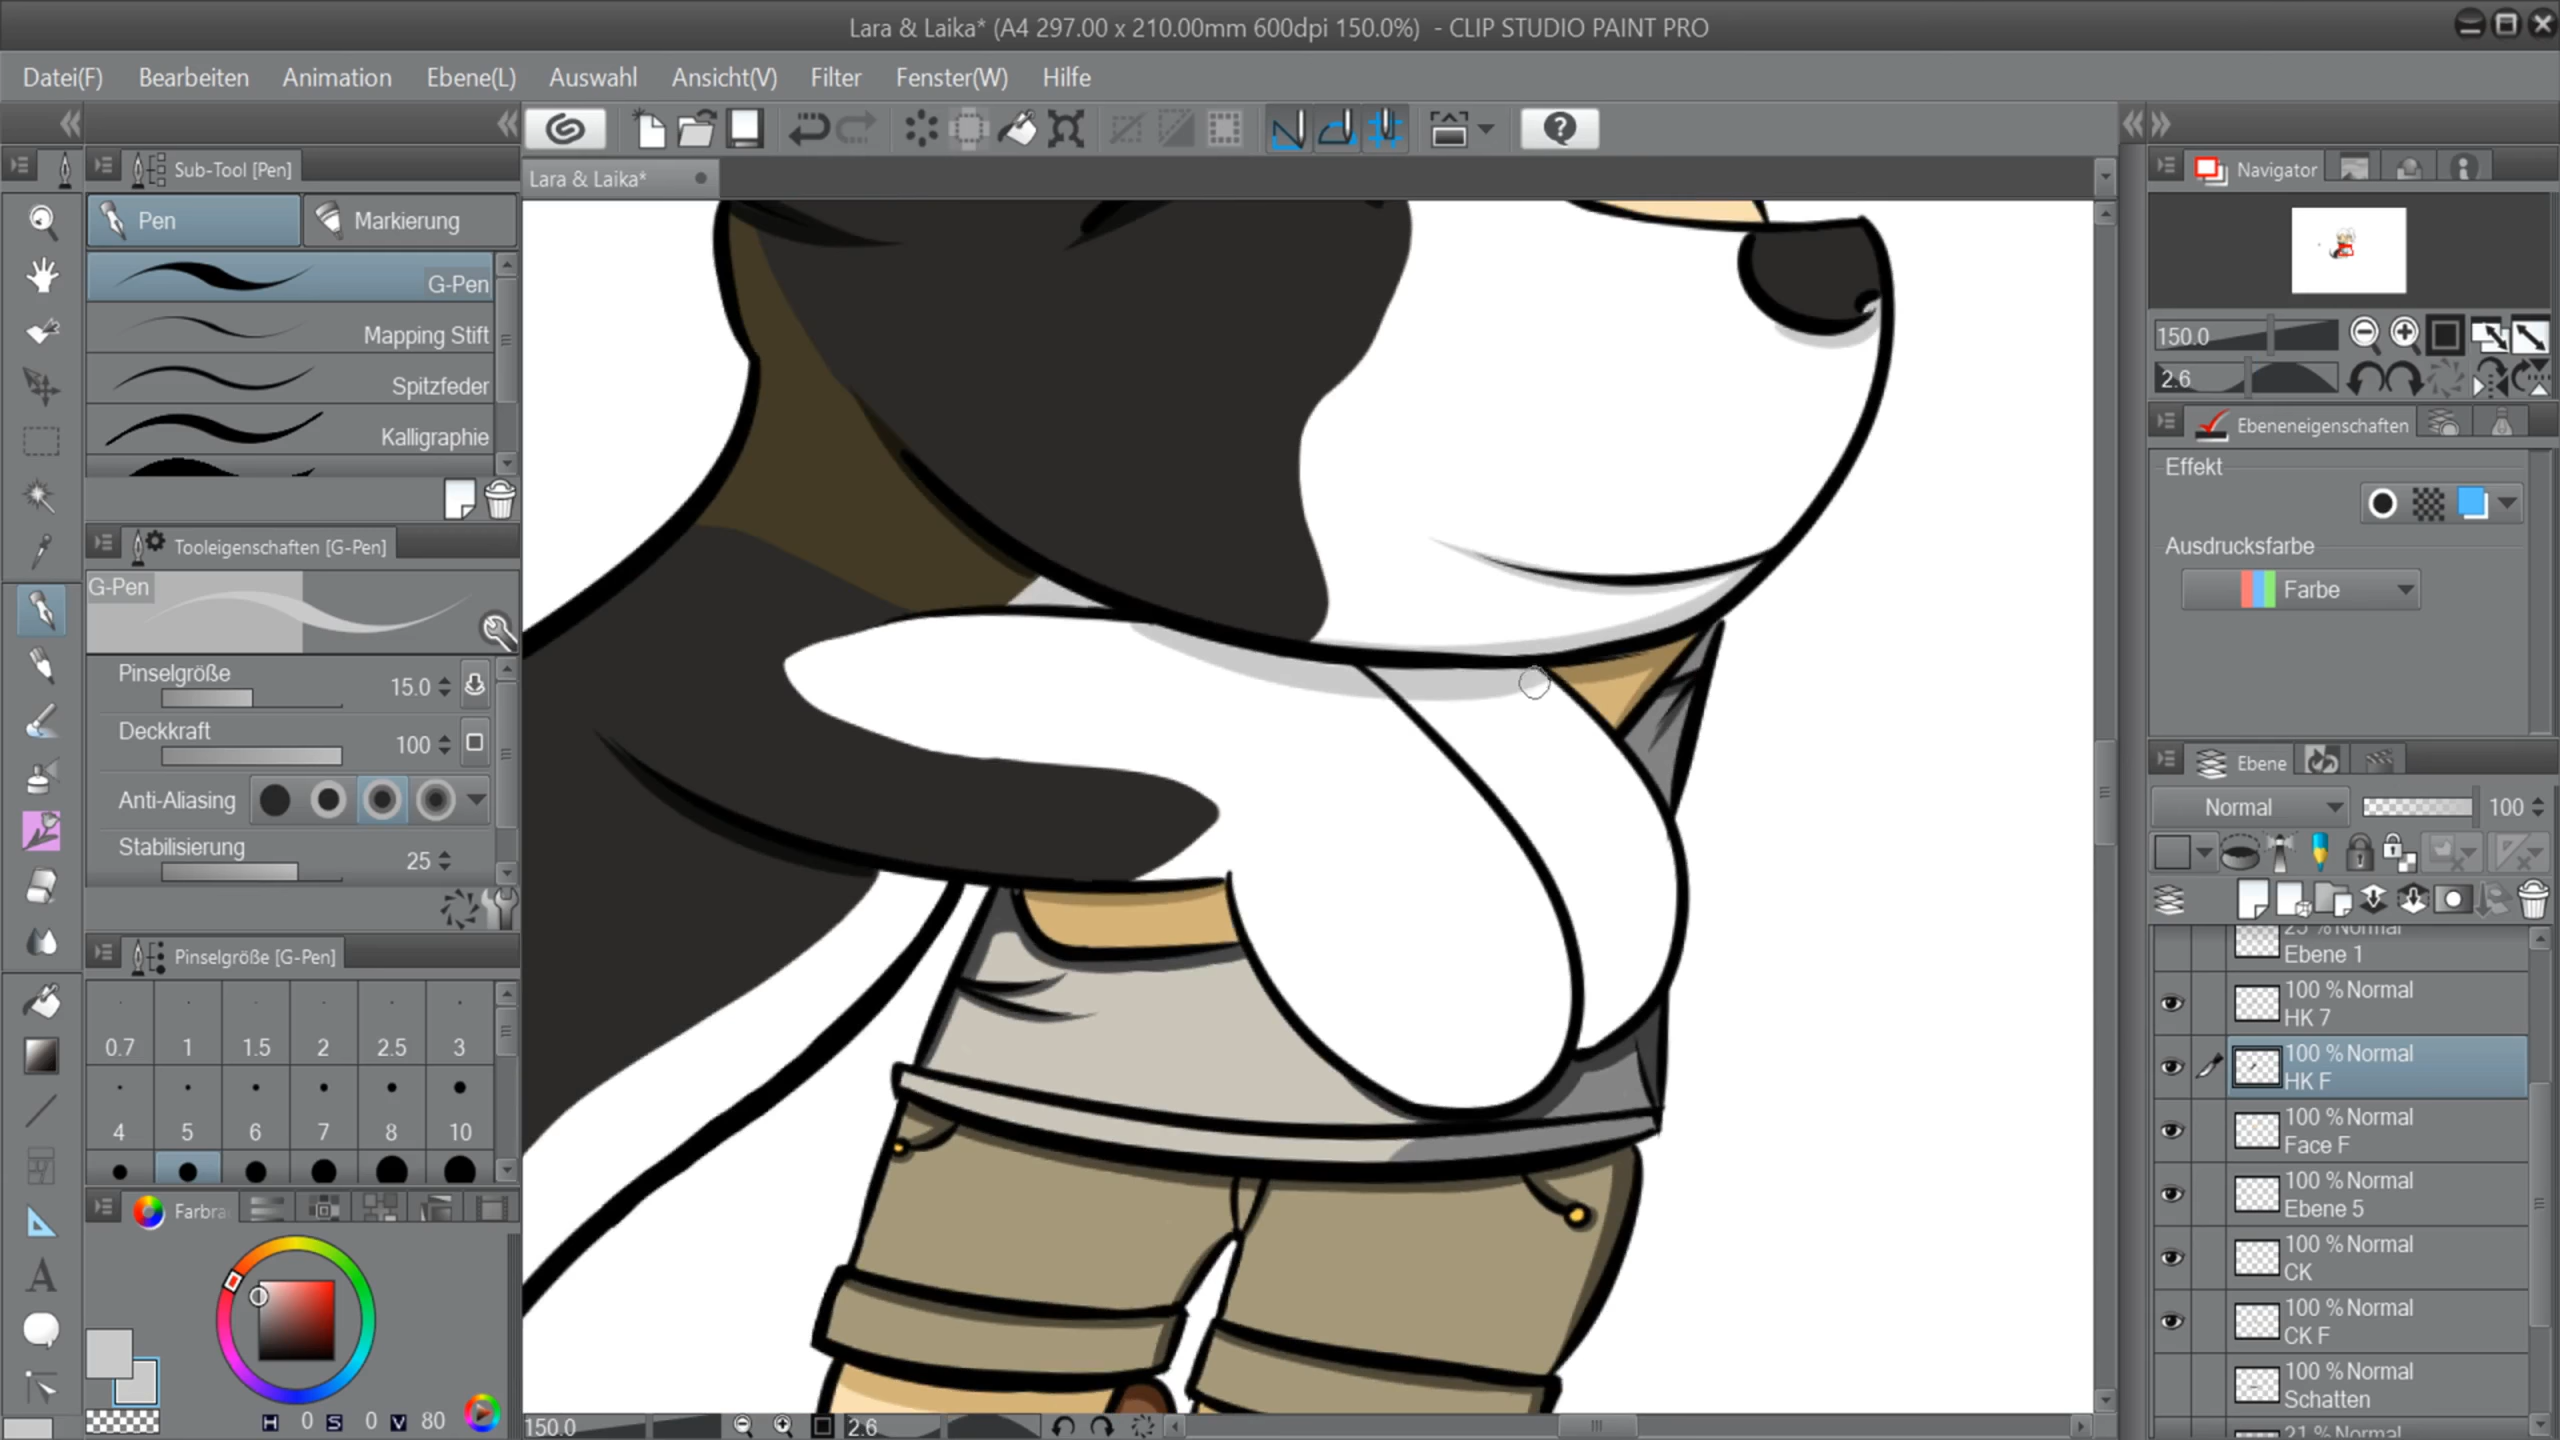 Lara & Laika* (A4 297.00 x 210.00mm 600dpi 150.0%) - CLIP STUDIO PAINT PRO
Datei(F) Bearbeiten Animation Ebene(L) Auswahl Ansicht(V) Filter Fenster(W) Hilfe
Sub-Tool [Pen]
Lara & Laika*
Navigator
Pen
Markierung
G-Pen
Mapping Stift
Spitzfeder
Kalligraphie
Tooleigenschaften [G-Pen]
G-Pen
Pinselgröße 15.0
Deckkraft 100
Anti-Aliasing
Stabilisierung 25
Pinselgröße [G-Pen]
0.7 1 1.5 2 2.5 3
4 5 6 7 8 10
H 0 S 0 V 80
150.0 2.6
150.0
2.6
Ebeneneigenschaften
Effekt
Ausdrucksfarbe
Farbe
Ebene
Normal 100
Ebene 1
100 % Normal
HK 7
100 % Normal
HK F
100 % Normal
Face F
100 % Normal
Ebene 5
100 % Normal
CK
100 % Normal
CK F
100 % Normal
Schatten